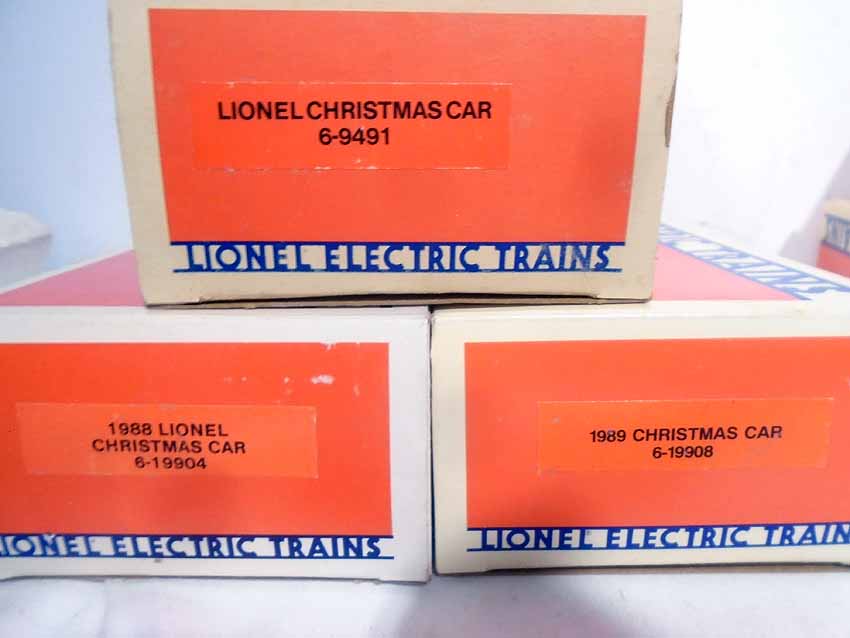 LIONEL CHRISTMAS CAR
6-9491
LIONEL ELECTRIC TRAINS
TRAINS
1988 LIONEL
CHRISTMAS CAR
6-19904
LIONEL ELECTRIC TRAINS
1989 CHRISTMAS CAR
6-19908
LIONEL ELECTRIC TRAIN